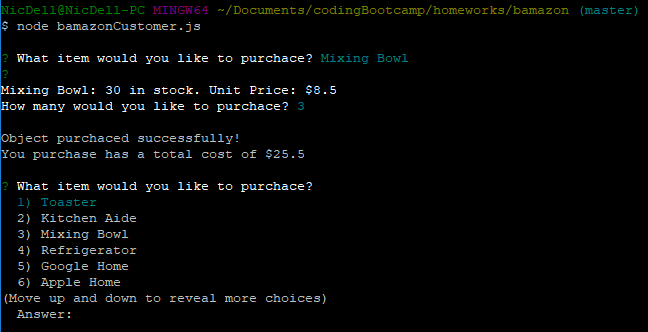 NicDell@NicDell-PC MINGW64 ~/Documents/codingBootcamp/homeworks/bamazon (master)
$ node bamazonCustomer.js
? What item would you like to purchace? Mixing Bowl
?
Mixing Bowl: 30 in stock. Unit Price: $8.5
How many would you like to purchace? 3
Object purchaced successfully!
You purchase has a total cost of $25.5
? What item would you like to purchace?
1) Toaster
2) Kitchen Aide
3) Mixing Bowl
4) Refrigerator
5) Google Home
6) Apple Home
(Move up and down to reveal more choices)
Answer: